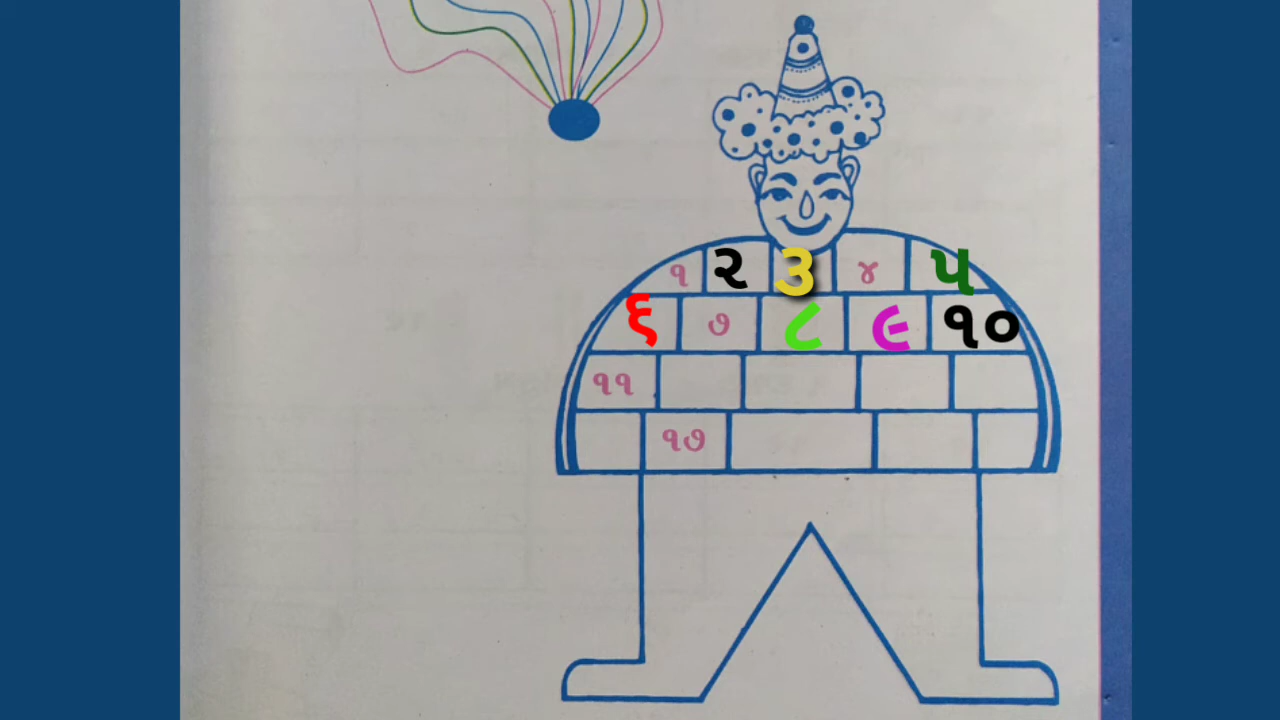 ૧ ૨ ૩ ૪ ૫
૬ ૭ ૮ ૯ ૧૦
૧૧
૧૭